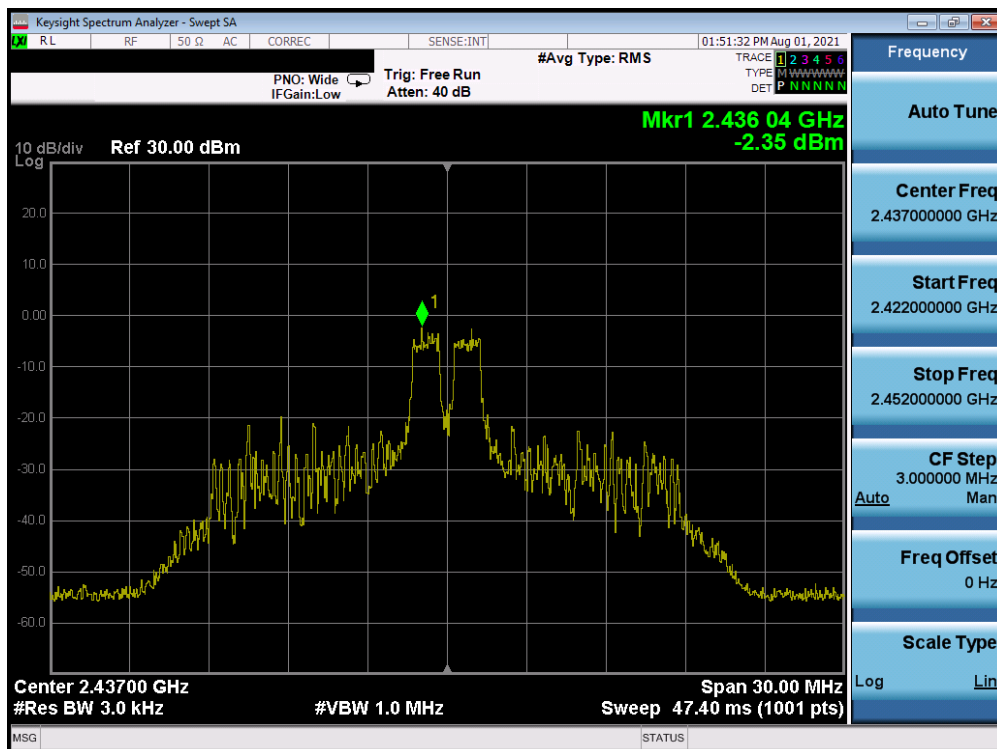 Keysight Spectrum Analyzer - Swept SA
LXI RL RF 50 Ω AC CORREC SENSE:INT 01:51:32 PM Aug 01, 2021
PNO: Wide
IFGain:Low
Trig: Free Run
Atten: 40 dB
#Avg Type: RMS
TRACE 1 2 3 4 5 6
TYPE M W W W W W
DET P N N N N N
Mkr1 2.436 04 GHz
-2.35 dBm
10 dB/div Ref 30.00 dBm
Log
20.0
10.0
1
0.00
-10.0
-20.0
-30.0
-40.0
-50.0
-60.0
Center 2.43700 GHz Span 30.00 MHz
#Res BW 3.0 kHz #VBW 1.0 MHz Sweep 47.40 ms (1001 pts)
MSG STATUS
Frequency
Auto Tune
Center Freq
2.437000000 GHz
Start Freq
2.422000000 GHz
Stop Freq
2.452000000 GHz
CF Step
3.000000 MHz
Auto Man
Freq Offset
0 Hz
Scale Type
Log Lin